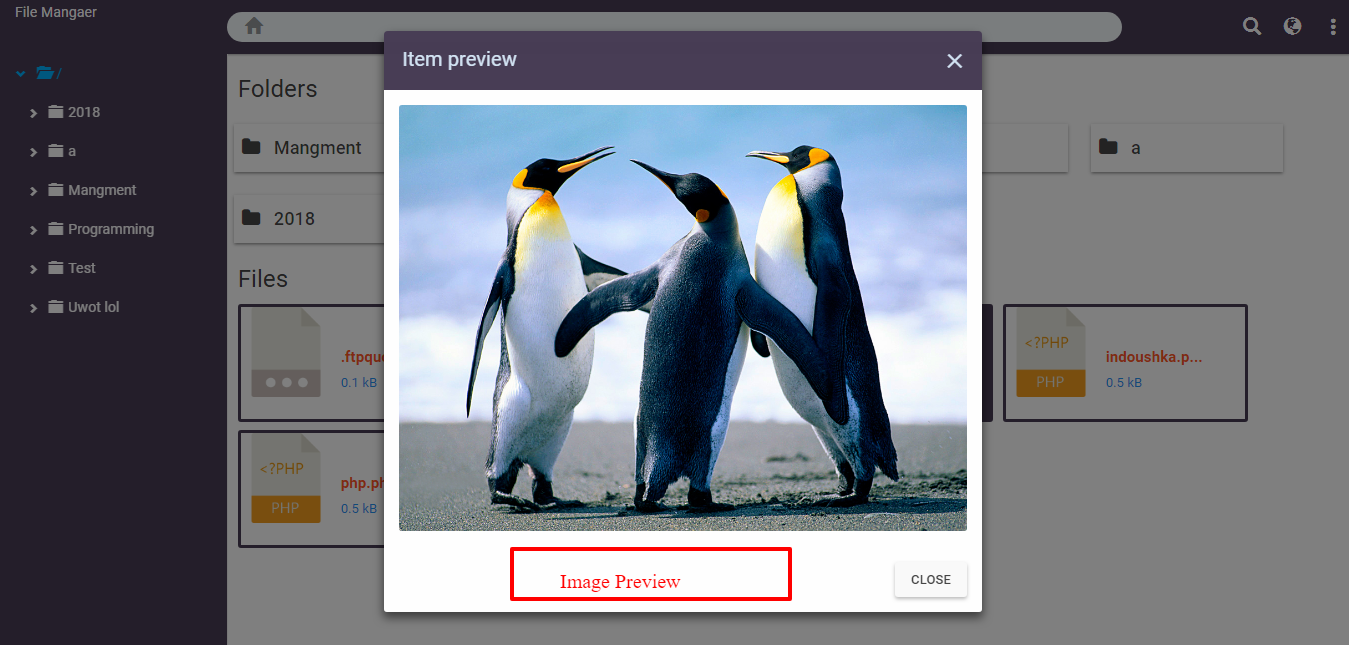 File Mangaer
/
2018
a
Mangment
Programming
Test
Uwot lol
Folders
Mangment
a
2018
Files
.ftpquo
0.1 kB
<?PHP
PHP
indoushka.p...
0.5 kB
<?PHP
PHP
php.ph
0.5 kB
Item preview
Image Preview
CLOSE